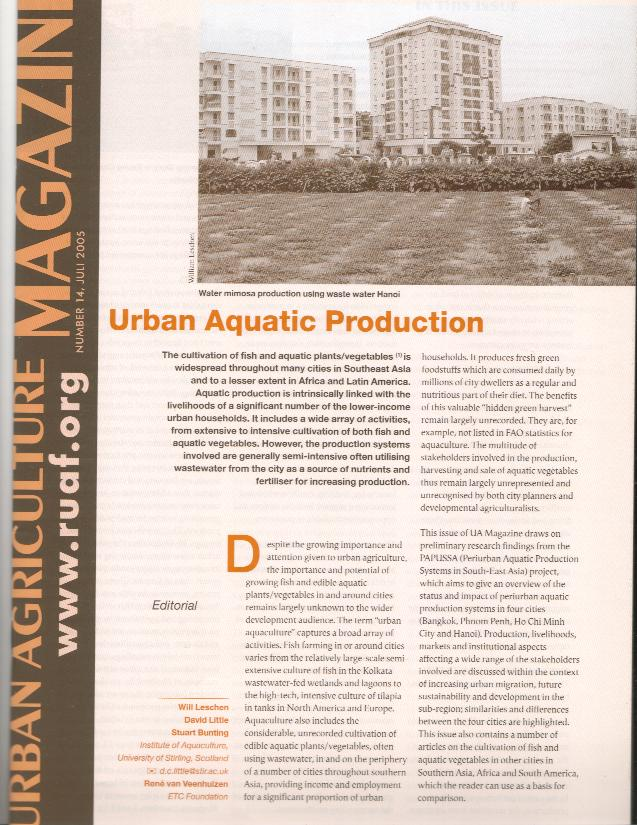 URBAN AGRICULTURE MAGAZIN
NUMBER 14, JULI 2005
www.ruaf.org
William Leschen
Water mimosa production using waste water Hanoi
Urban Aquatic Production
The cultivation of fish and aquatic plants/vegetables (1) is
widespread throughout many cities in Southeast Asia
and to a lesser extent in Africa and Latin America.
Aquatic production is intrinsically linked with the
livelihoods of a significant number of the lower-income
urban households. It includes a wide array of activities,
from extensive to intensive cultivation of both fish and
aquatic vegetables. However, the production systems
involved are generally semi-intensive often utilising
wastewater from the city as a source of nutrients and
fertiliser for increasing production.
Editorial
Will Leschen
David Little
Stuart Bunting
Institute of Aquaculture,
University of Stirling, Scotland
✉ d.c.little@stir.ac.uk
René van Veenhuizen
ETC Foundation
Despite the growing importance and
attention given to urban agriculture,
the importance and potential of
growing fish and edible aquatic
plants/vegetables in and around cities
remains largely unknown to the wider
development audience. The term "urban
aquaculture" captures a broad array of
activities. Fish farming in or around cities
varies from the relatively large-scale semi-
extensive culture of fish in the Kolkata
wastewater-fed wetlands and lagoons to
the high-tech, intensive culture of tilapia
in tanks in North America and Europe.
Aquaculture also includes the
considerable, unrecorded cultivation of
edible aquatic plants/vegetables, often
using wastewater, in and on the periphery
of a number of cities throughout southern
Asia, providing income and employment
for a significant proportion of urban
households. It produces fresh green
foodstuffs which are consumed daily by
millions of city dwellers as a regular and
nutritious part of their diet. The benefits
of this valuable "hidden green harvest"
remain largely unrecorded. They are, for
example, not listed in FAO statistics for
aquaculture. The multitude of
stakeholders involved in the production,
harvesting and sale of aquatic vegetables
thus remain largely unrepresented and
unrecognised by both city planners and
developmental agriculturalists.
This issue of UA Magazine draws on
preliminary research findings from the
PAPUSSA (Periurban Aquatic Production
Systems in South-East Asia) project,
which aims to give an overview of the
status and impact of periurban aquatic
production systems in four cities
(Bangkok, Phnom Penh, Ho Chi Minh
City and Hanoi). Production, livelihoods,
markets and institutional aspects
affecting a wide range of the stakeholders
involved are discussed within the context
of increasing urban migration, future
sustainability and development in the
sub-region; similarities and differences
between the four cities are highlighted.
This issue also contains a number of
articles on the cultivation of fish and
aquatic vegetables in other cities in
Southern Asia, Africa and South America,
which the reader can use as a basis for
comparison.